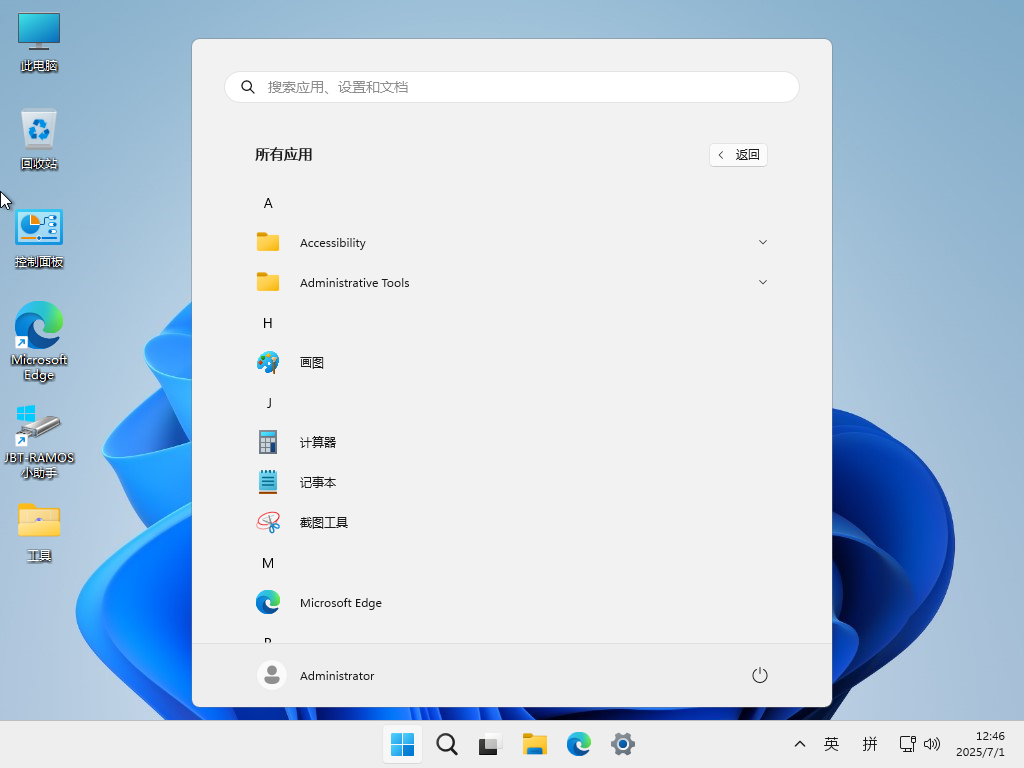 此电脑
回收站
控制面板
Microsoft
Edge
JBT-RAMOS
小助手
工具
搜索应用、设置和文档
所有应用
返回
A
Accessibility
Administrative Tools
H
画图
J
计算器
记事本
截图工具
M
Microsoft Edge
Administrator
英
拼
12:46
2025/7/1